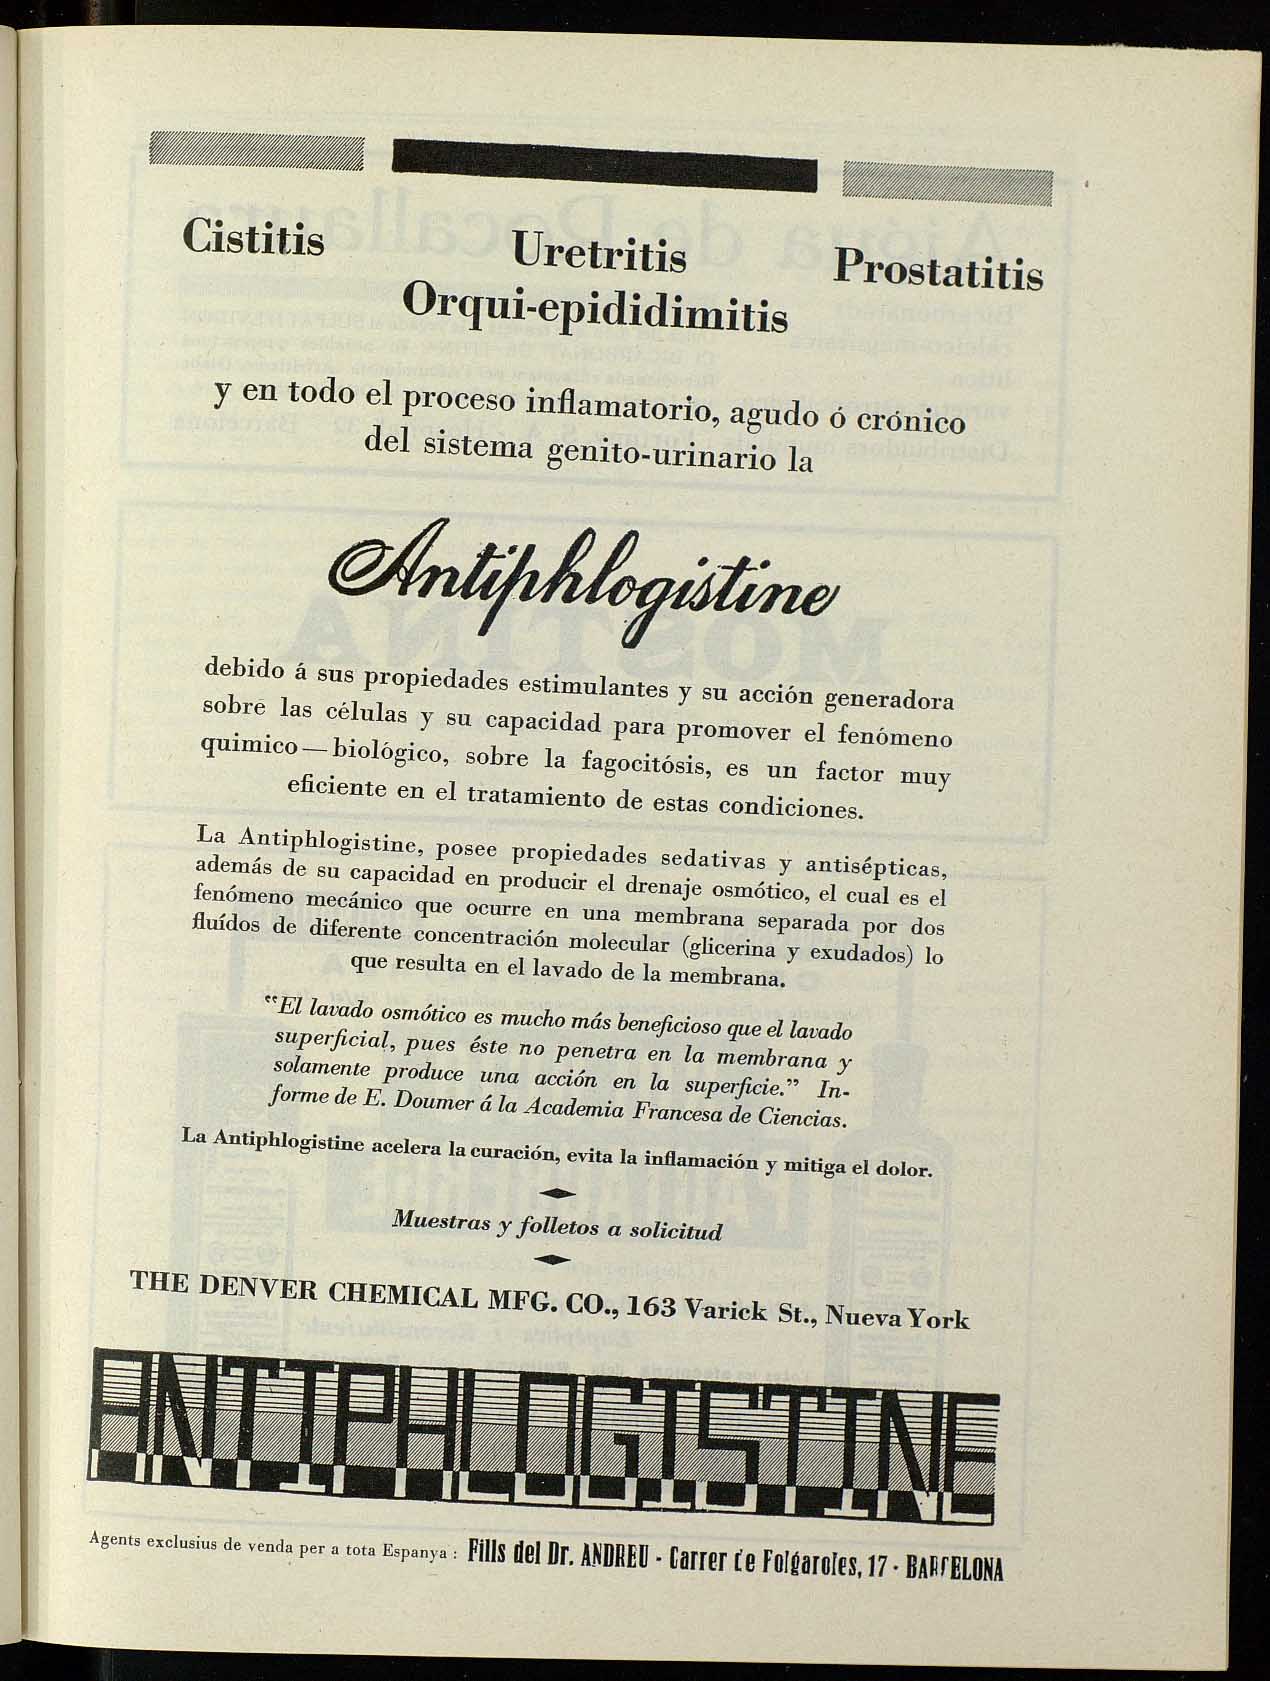 Cistitis
Uretritis
Prostatitis
Orqui-epididimitis
y en todo el proceso inflamatorio, agudo ó crónico
del sistema genito-urinario la
Antiphlogistine
debido á sus propiedades estimulantes y su acción generadora
sobre las células y su capacidad para promover el fenómeno
quimico — biológico, sobre la fagocitósis, es un factor muy
eficiente en el tratamiento de estas condiciones.
La Antiphlogistine, posee propiedades sedativas y antisépticas,
además de su capacidad en producir el drenaje osmótico, el cual es el
fenómeno mecánico que ocurre en una membrana separada por dos
fluídos de diferente concentración molecular (glicerina y exudados) lo
que resulta en el lavado de la membrana.
“El lavado osmótico es mucho más beneficioso que el lavado
superficial, pues éste no penetra en la membrana y
solamente produce una acción en la superficie.” In-
forme de E. Doumer á la Academia Francesa de Ciencias.
La Antiphlogistine acelera la curación, evita la inflamación y mitiga el dolor.
Muestras y folletos a solicitud
THE DENVER CHEMICAL MFG. CO., 163 Varick St., Nueva York
ANTIPHLOGISTINE
Agents exclusius de venda per a tota Espanya : Fills del Dr. ANDREU - Carrer de Folgaroles, 17 - BARCELONA